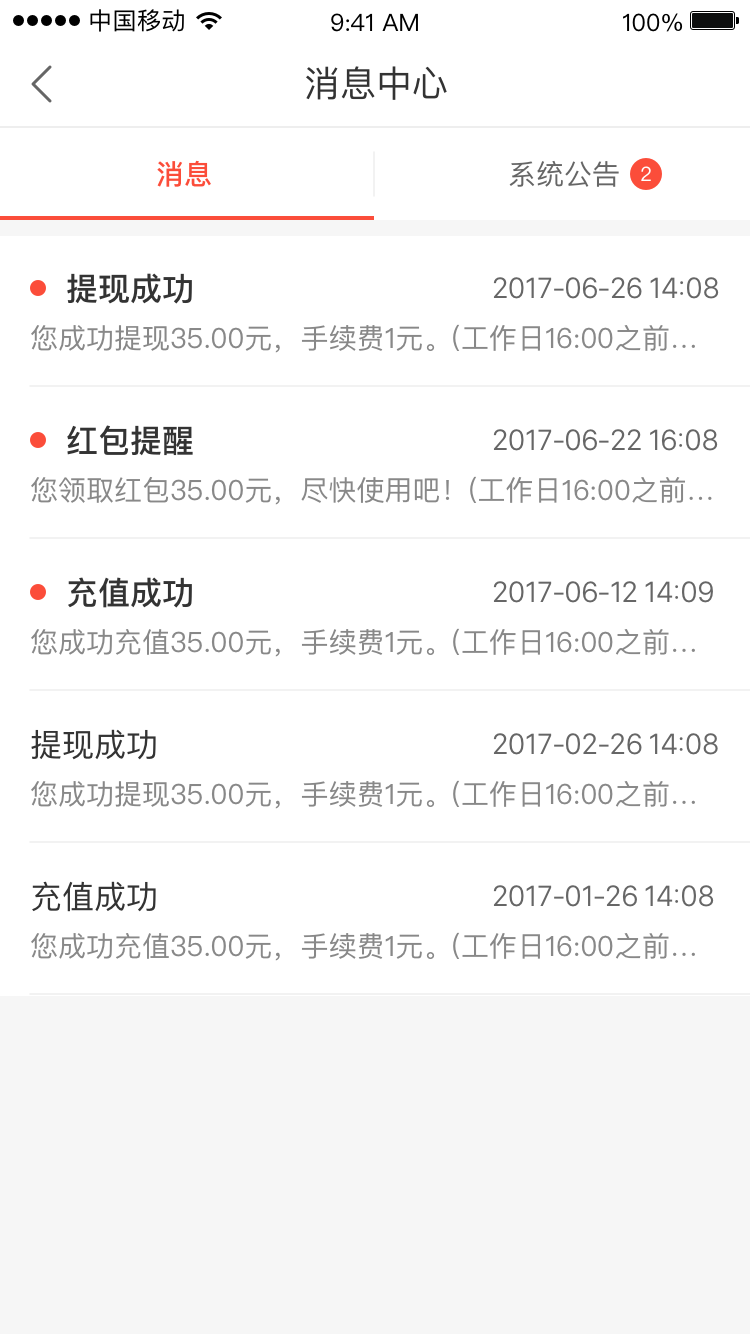 中国移动 9:41 AM 100%
消息中心
消息 系统公告 2
提现成功 2017-06-26 14:08
您成功提现35.00元，手续费1元。(工作日16:00之前...
红包提醒 2017-06-22 16:08
您领取红包35.00元，尽快使用吧！(工作日16:00之前...
充值成功 2017-06-12 14:09
您成功充值35.00元，手续费1元。(工作日16:00之前...
提现成功 2017-02-26 14:08
您成功提现35.00元，手续费1元。(工作日16:00之前...
充值成功 2017-01-26 14:08
您成功充值35.00元，手续费1元。(工作日16:00之前...